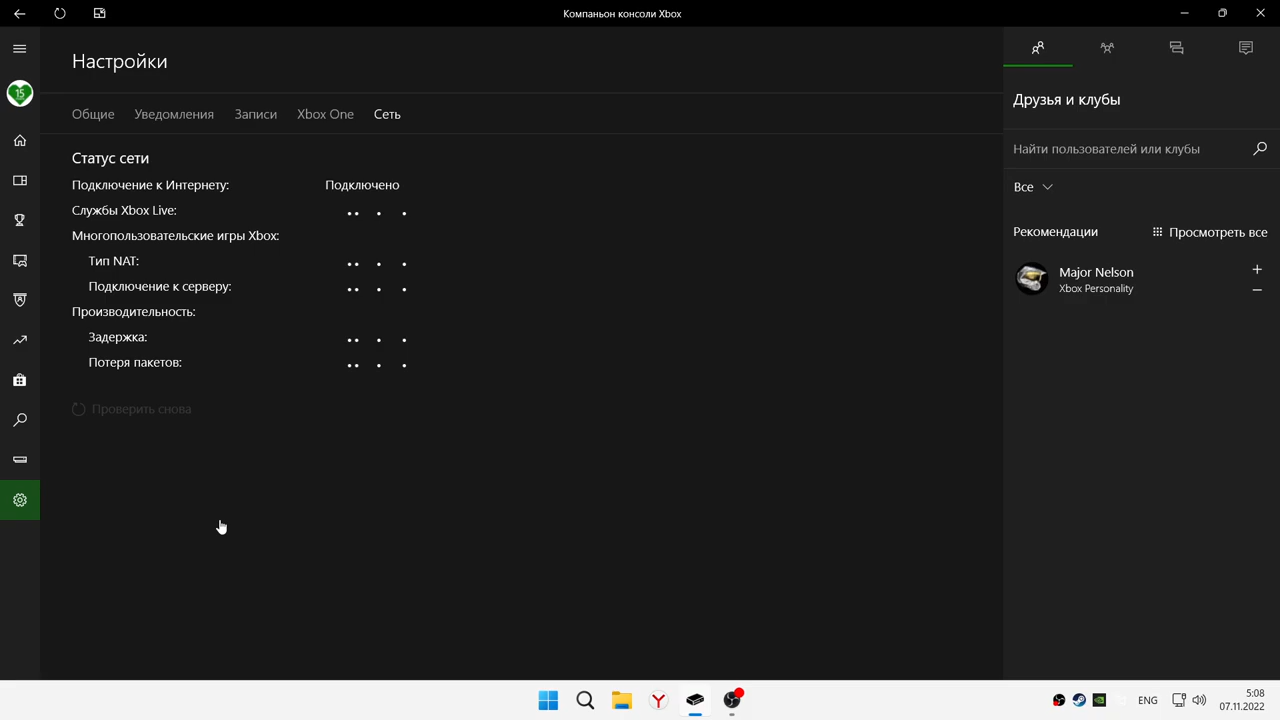 Компаньон консоли Xbox
Настройки
Общие Уведомления Записи Xbox One Сеть
Статус сети
Подключение к Интернету: Подключено
Службы Xbox Live:
Многопользовательские игры Xbox:
Тип NAT:
Подключение к серверу:
Производительность:
Задержка:
Потеря пакетов:
Проверить снова
Друзья и клубы
Найти пользователей или клубы
Все
Рекомендации Просмотреть все
Major Nelson
Xbox Personality
15
ENG
5:08
07.11.2022